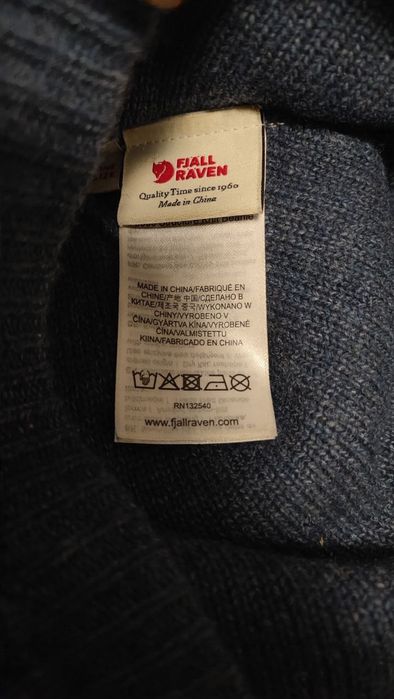 FJALL
RAVEN
Quality Time since 1960
Made in China
MADE IN CHINA/FABRIQUÉ EN
CHINE/产地 中国/СДЕЛАНО В
КИТАЕ/제조국 중국/WYKONANO W
CHINY/VYROBENO V
ČÍNA/GYÁRTVA KÍNA/VYROBENÉ
ČÍNA/VALMISTETTU
KIINA/FABRICADO EN CHINA
RN132540
www.fjallraven.com